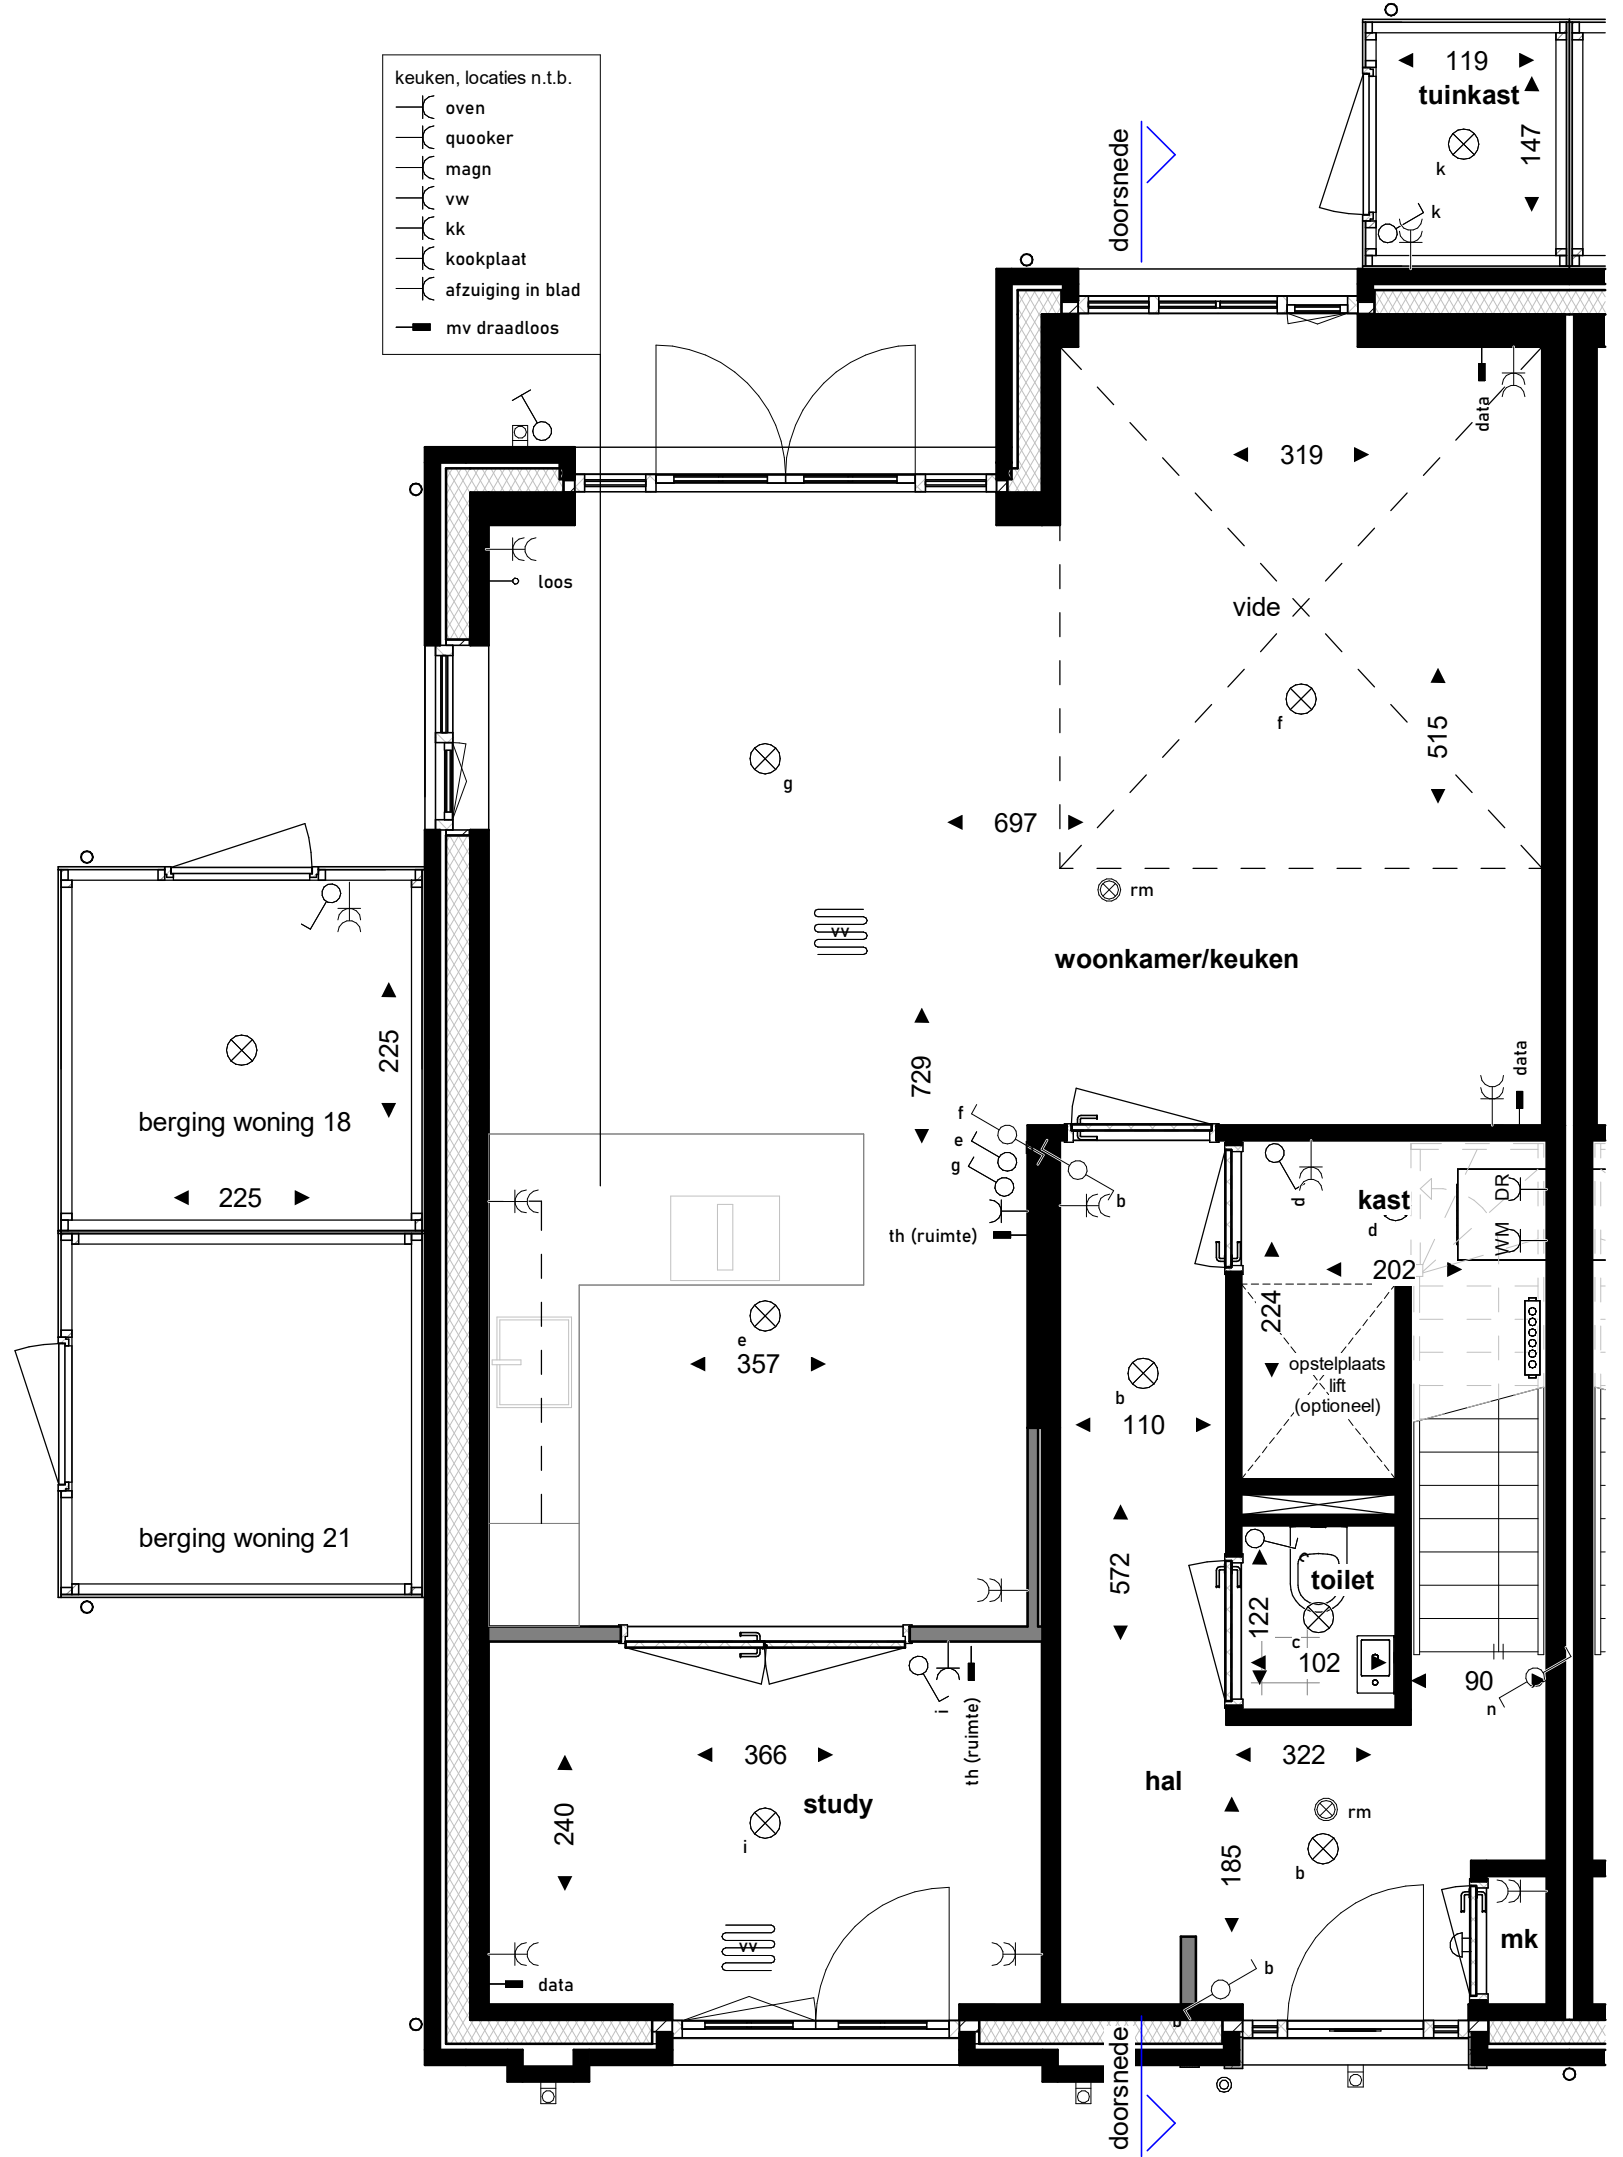 keuken, locaties n.t.b.
oven
quooker
magn
vw
kk
kookplaat
afzuiging in blad
mv draadloos
119
tuinkast
147
k
k
doorsnede
data
319
loos
vide
f
515
g
697
rm
vv
woonkamer/keuken
729
data
225
berging woning 18
225
f
e
g
b
th (ruimte)
d
kast
d
DR
WM
202
224
e
357
opstelplaats
lift
(optioneel)
b
110
berging woning 21
572
c
toilet
122
c
102
90
n
i
th (ruimte)
366
322
hal
study
240
i
rm
185
b
vv
mk
data
b
b
doorsnede